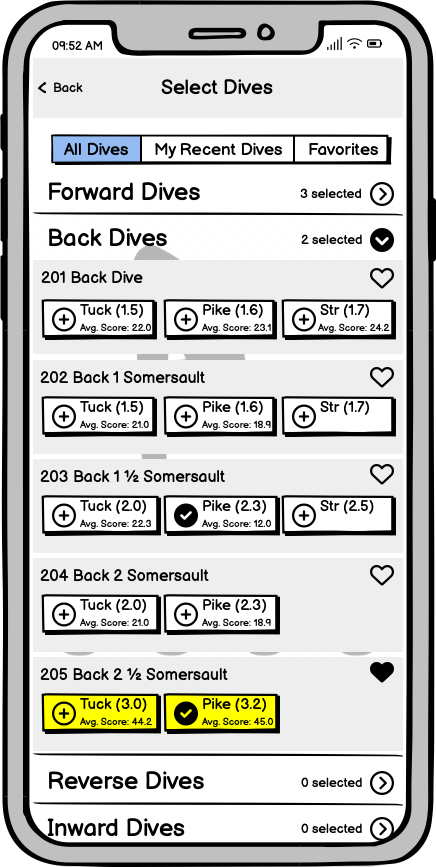 09:52 AM
Back
Select Dives
All Dives
My Recent Dives
Favorites
Forward Dives
3 selected
Back Dives
2 selected
201 Back Dive
Tuck (1.5)
Avg. Score: 22.0
Pike (1.6)
Avg. Score: 23.1
Str (1.7)
Avg. Score: 24.2
202 Back 1 Somersault
Tuck (1.5)
Avg. Score: 21.0
Pike (1.6)
Avg. Score: 18.9
Str (1.7)
203 Back 1 ½ Somersault
Tuck (2.0)
Avg. Score: 22.3
Pike (2.3)
Avg. Score: 12.0
Str (2.5)
204 Back 2 Somersault
Tuck (2.0)
Avg. Score: 21.0
Pike (2.3)
Avg. Score: 18.9
205 Back 2 ½ Somersault
Tuck (3.0)
Avg. Score: 44.2
Pike (3.2)
Avg. Score: 45.0
Reverse Dives
0 selected
Inward Dives
0 selected